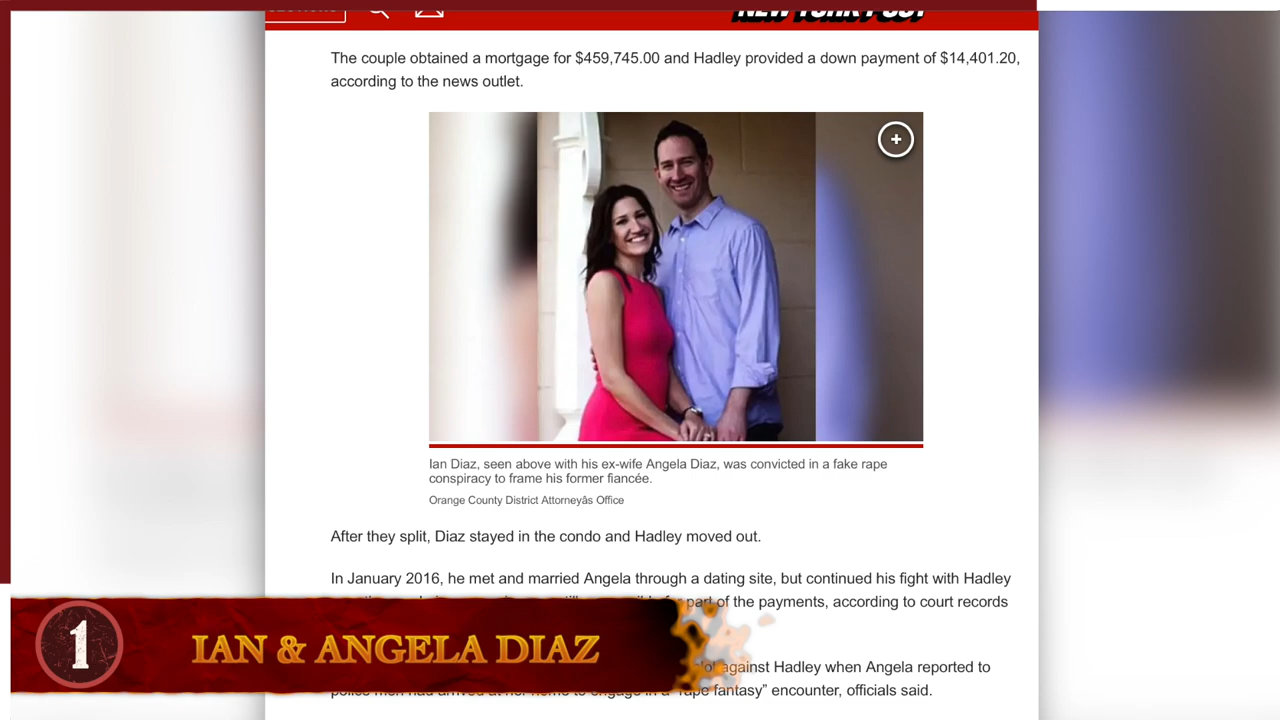 NEW YORK POST
The couple obtained a mortgage for $459,745.00 and Hadley provided a down payment of $14,401.20,
according to the news outlet.
Ian Diaz, seen above with his ex-wife Angela Diaz, was convicted in a fake rape
conspiracy to frame his former fiancée.
Orange County District Attorneyâs Office
After they split, Diaz stayed in the condo and Hadley moved out.
In January 2016, he met and married Angela through a dating site, but continued his fight with Hadley
part of the payments, according to court records
1
IAN & ANGELA DIAZ
against Hadley when Angela reported to
"rape fantasy” encounter, officials said.